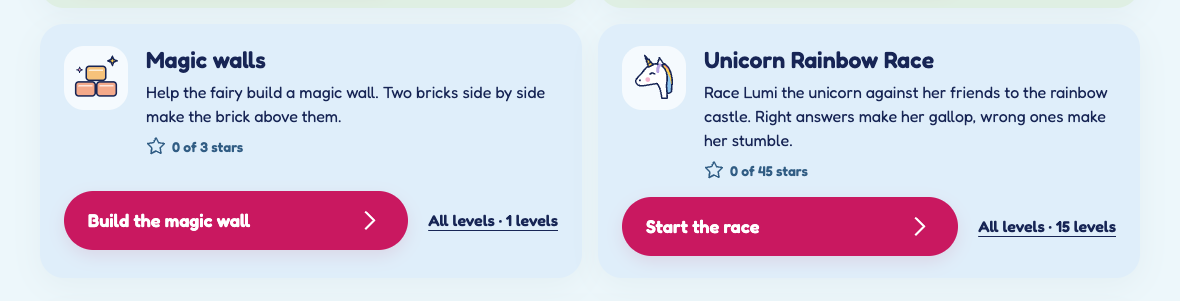 Magic walls
Help the fairy build a magic wall. Two bricks side by side
make the brick above them.
0 of 3 stars
Build the magic wall
All levels · 1 levels
Unicorn Rainbow Race
Race Lumi the unicorn against her friends to the rainbow
castle. Right answers make her gallop, wrong ones make
her stumble.
0 of 45 stars
Start the race
All levels · 15 levels